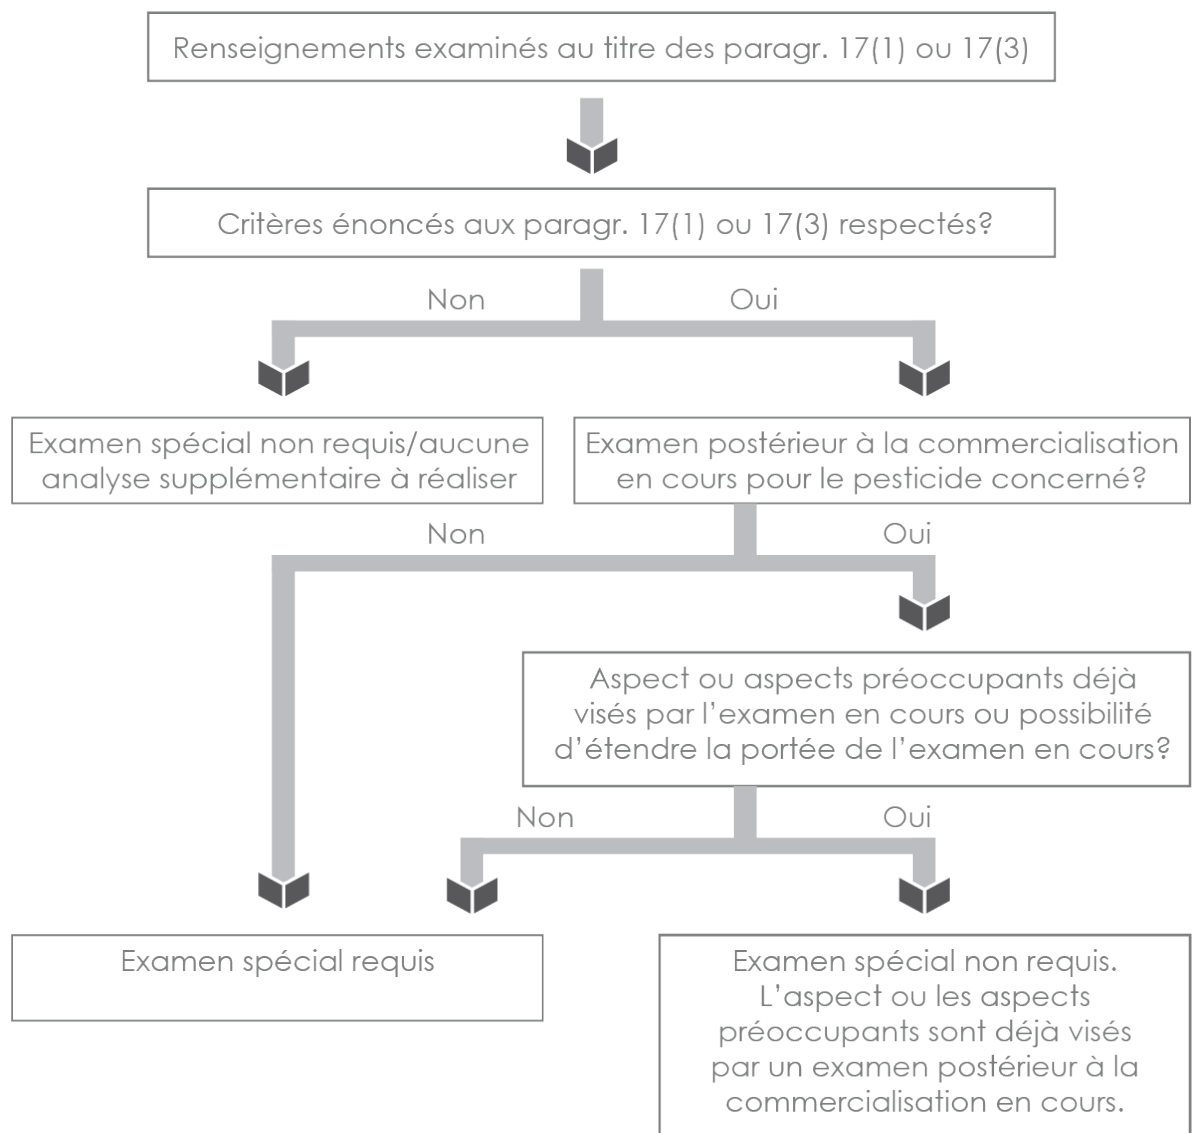 Renseignements examinés au titre des paragr. 17(1) ou 17(3)
Critères énoncés aux paragr. 17(1) ou 17(3) respectés?
Non
Oui
Examen spécial non requis/aucune
analyse supplémentaire à réaliser
Examen postérieur à la commercialisation
en cours pour le pesticide concerné?
Non
Oui
Aspect ou aspects préoccupants déjà
visés par l'examen en cours ou possibilité
d'étendre la portée de l'examen en cours?
Non
Oui
Examen spécial requis
Examen spécial non requis.
L'aspect ou les aspects
préoccupants sont déjà visés
par un examen postérieur à la
commercialisation en cours.